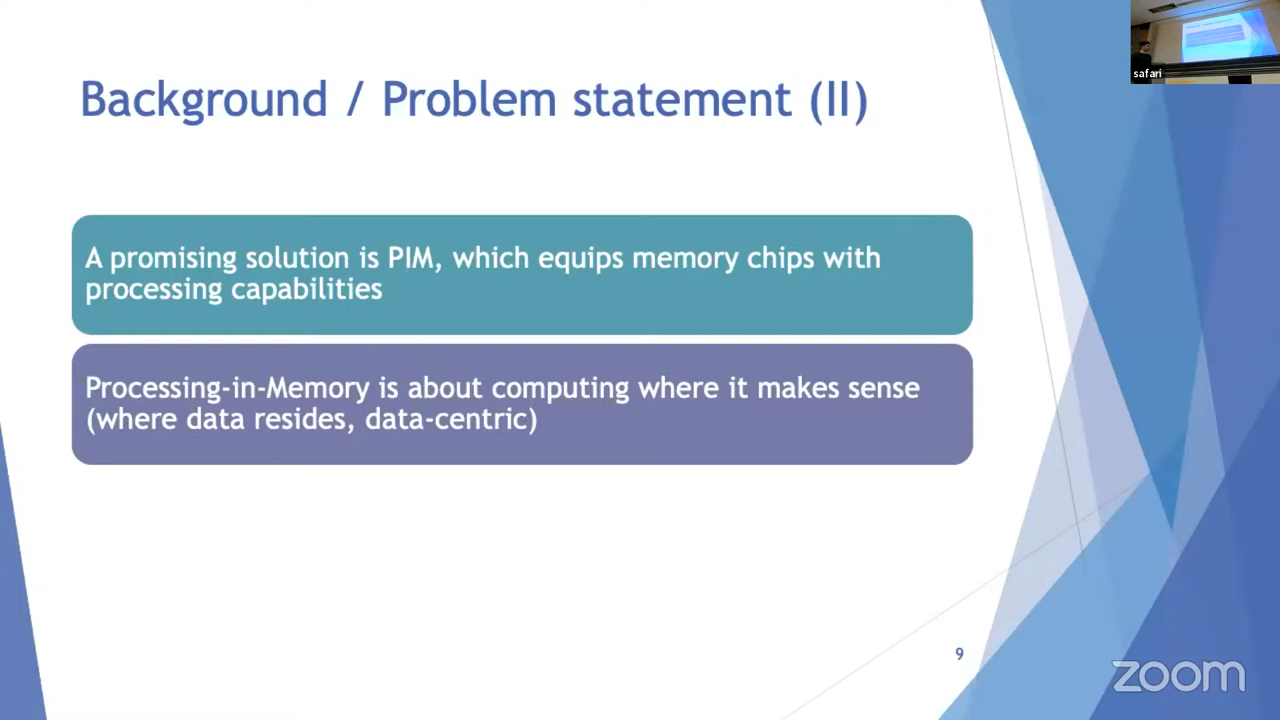 safari
Background / Problem statement (II)
A promising solution is PIM, which equips memory chips with
processing capabilities
Processing-in-Memory is about computing where it makes sense
(where data resides, data-centric)
9
zoom